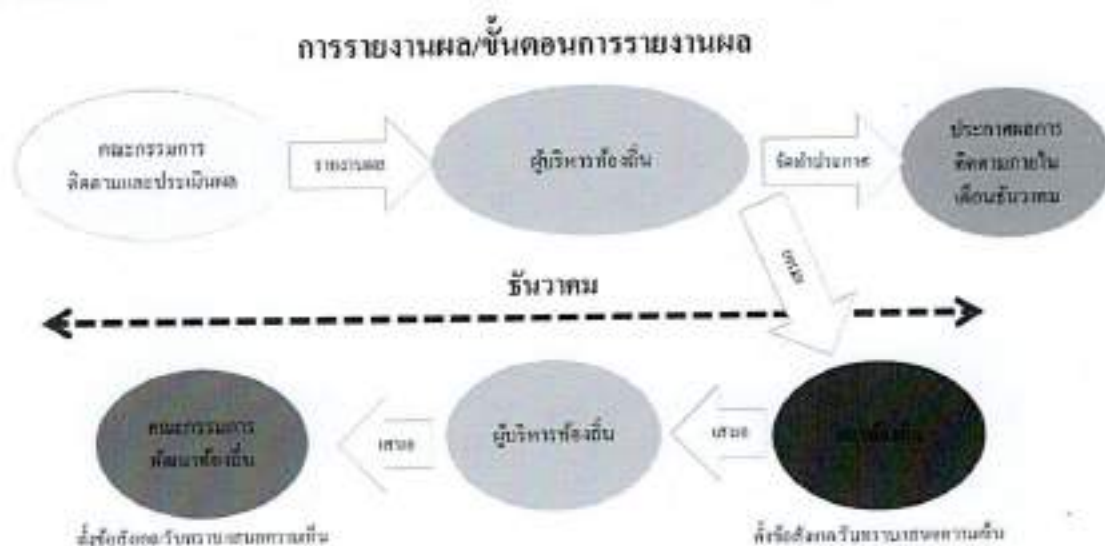 การรายงานผล/ขั้นตอนการรายงานผล
คณะกรรมการ
ติดตามและประเมินผล
รายงานผล
ผู้บริหารท้องถิ่น
จัดทำประกาศ
ประกาศผลการ
ติดตามภายใน
เดือนธันวาคม
เสนอ
ธันวาคม
คณะกรรมการ
พัฒนาท้องถิ่น
เสนอ
ผู้บริหารท้องถิ่น
เสนอ
สภาท้องถิ่น
ตั้งข้อสังเกต/รับทราบ/เสนอความเห็น
ตั้งข้อสังเกต/รับทราบ/เสนอความเห็น